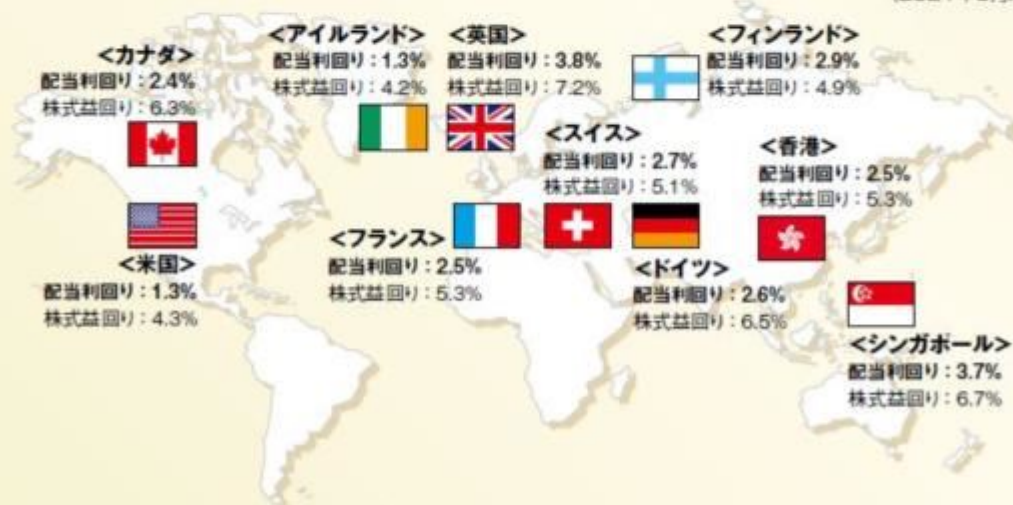 <カナダ>
配当利回り：2.4%
株式益回り：6.3%
<アイルランド>
配当利回り：1.3%
株式益回り：4.2%
<英国>
配当利回り：3.8%
株式益回り：7.2%
<フィンランド>
配当利回り：2.9%
株式益回り：4.9%
<スイス>
配当利回り：2.7%
株式益回り：5.1%
<香港>
配当利回り：2.5%
株式益回り：5.3%
<米国>
配当利回り：1.3%
株式益回り：4.3%
<フランス>
配当利回り：2.5%
株式益回り：5.3%
<ドイツ>
配当利回り：2.6%
株式益回り：6.5%
<シンガポール>
配当利回り：3.7%
株式益回り：6.7%